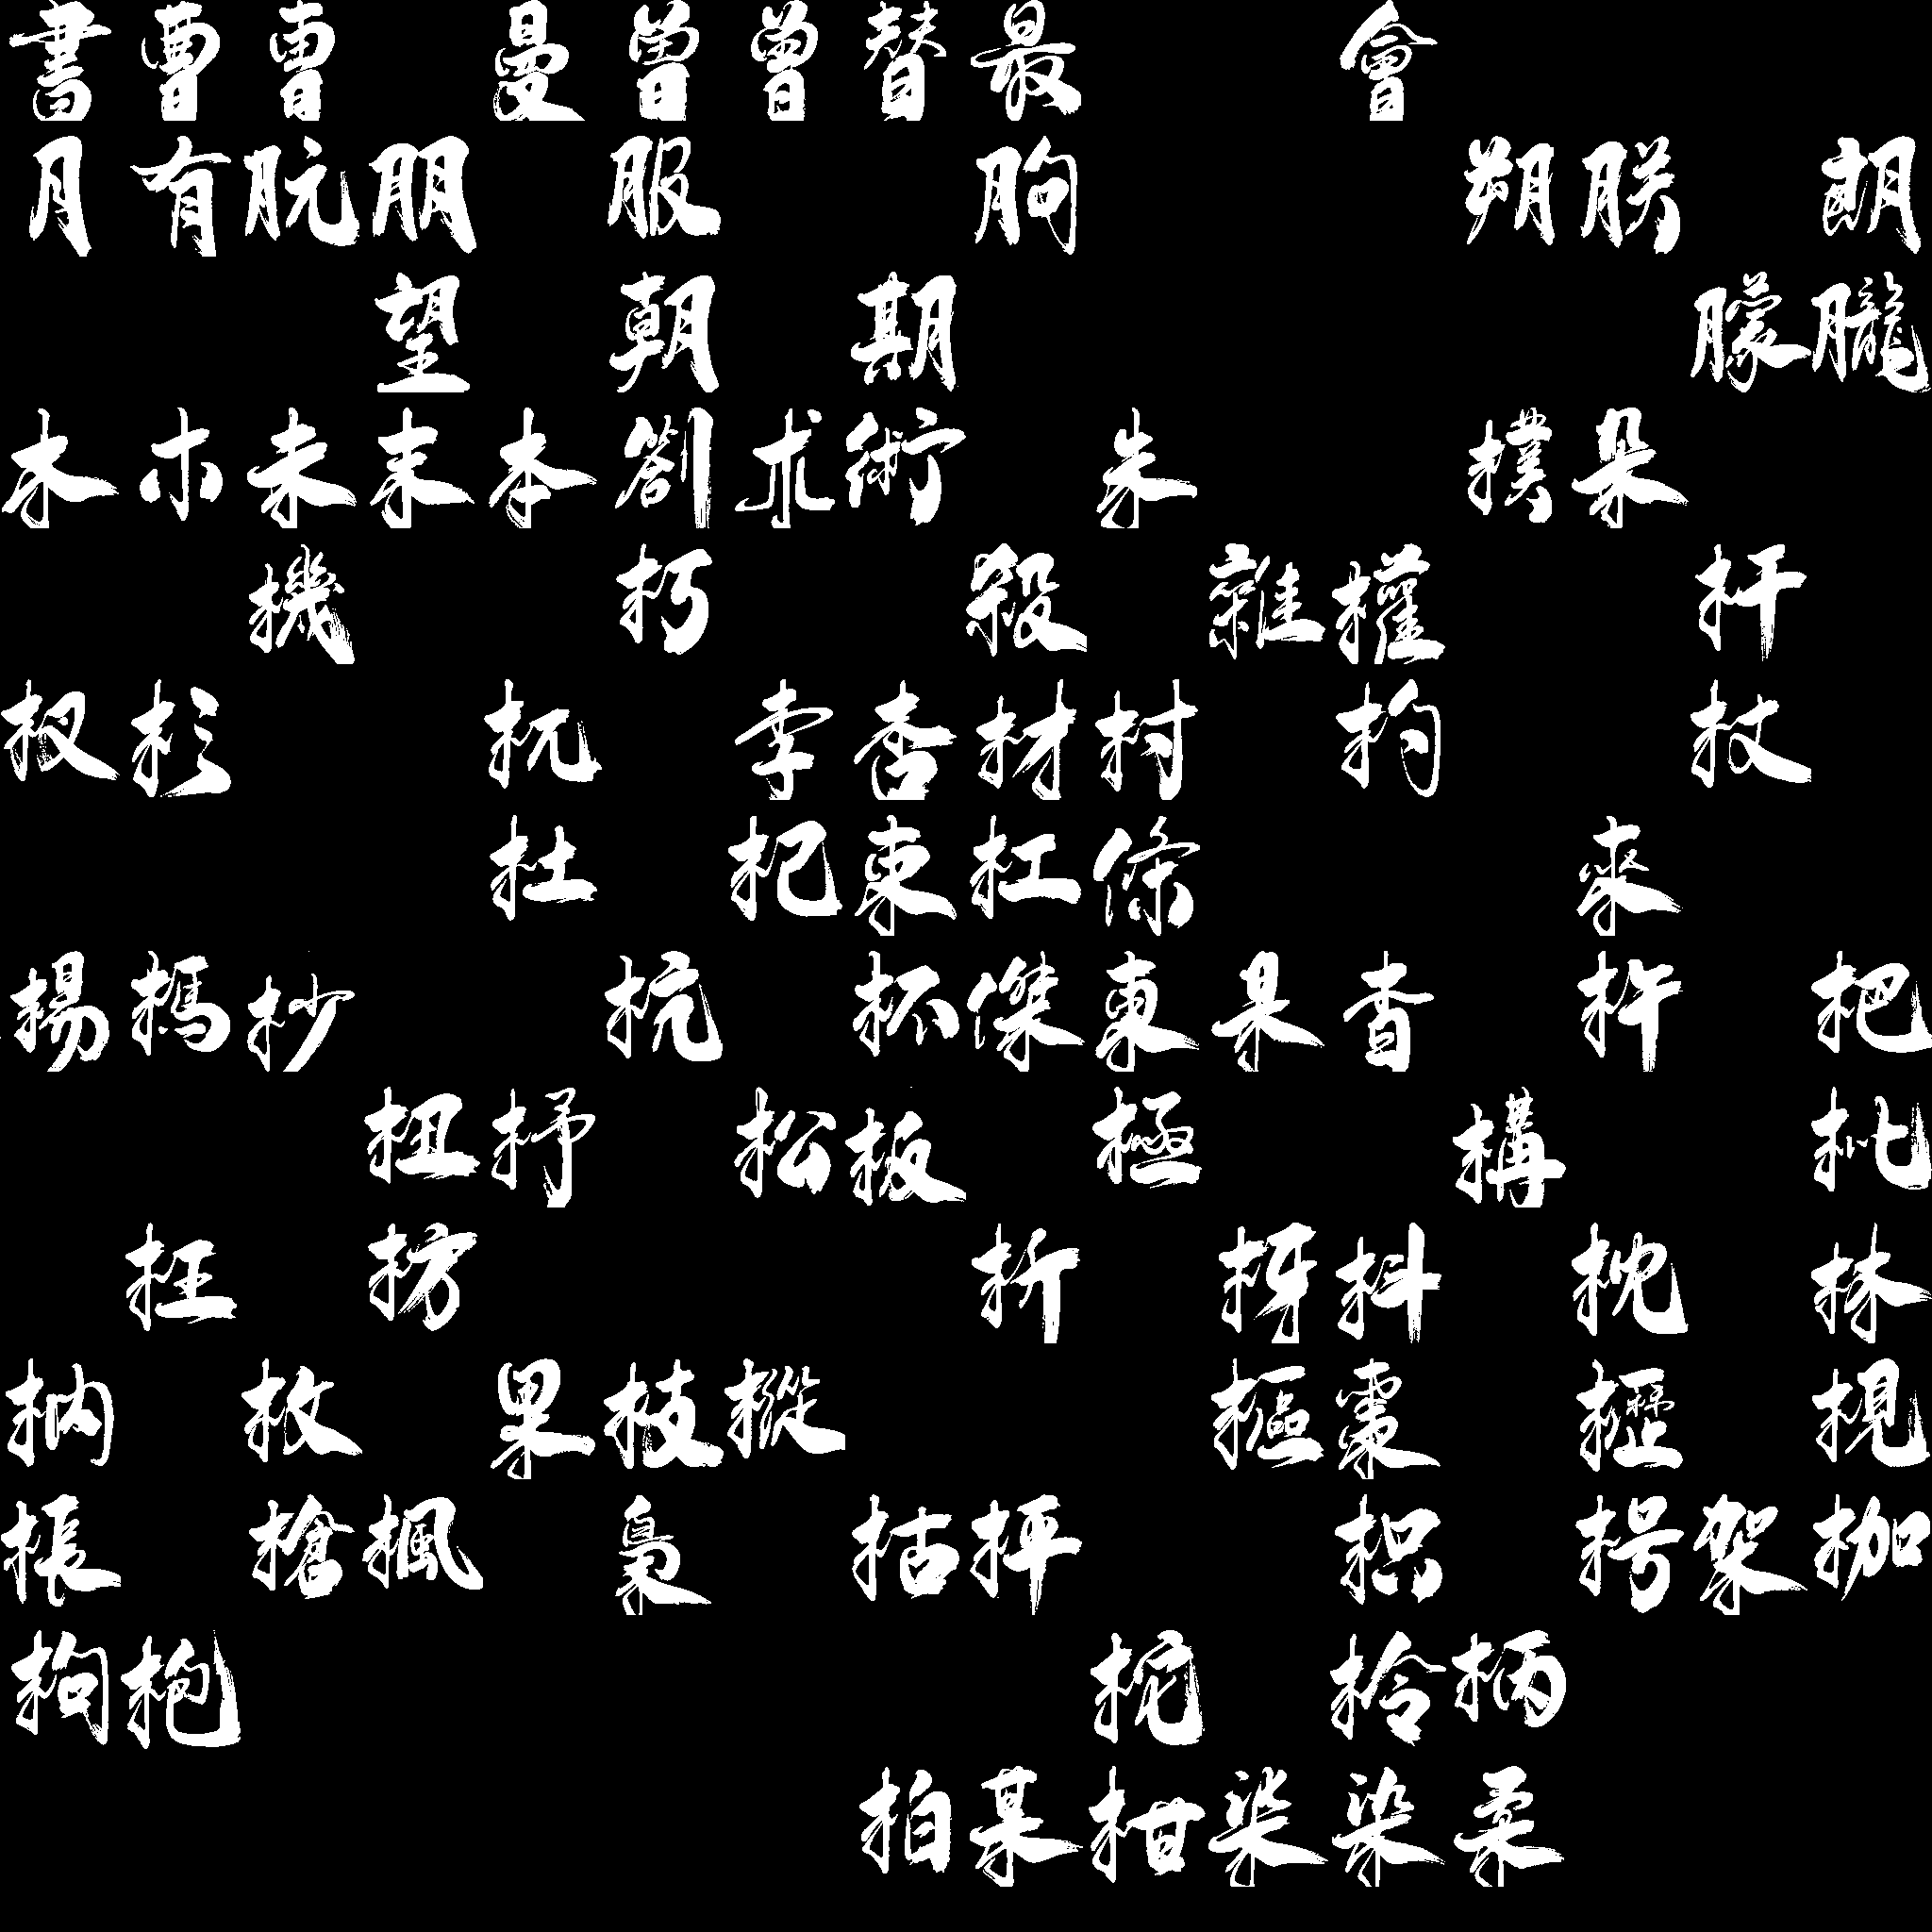 書曹曺曼曾曾替最會
月有朊朋服朐朔朕朗
望朝期朦朧
木朩未末本劄朮術朱樸朵
機朽殺雜權杆
杈杉杌李杏材村杓杖
杜杞束杠條來
楊榪杪杭杯傑東杲杳杵杷
杻杼松板極構枇
枉枋析枒枓枕林
枘枚果枝樅樞棗櫪梘
棖槍楓梟枯枰枳枵架枷
枸枹柁柃柄
柏某柑柒染柔